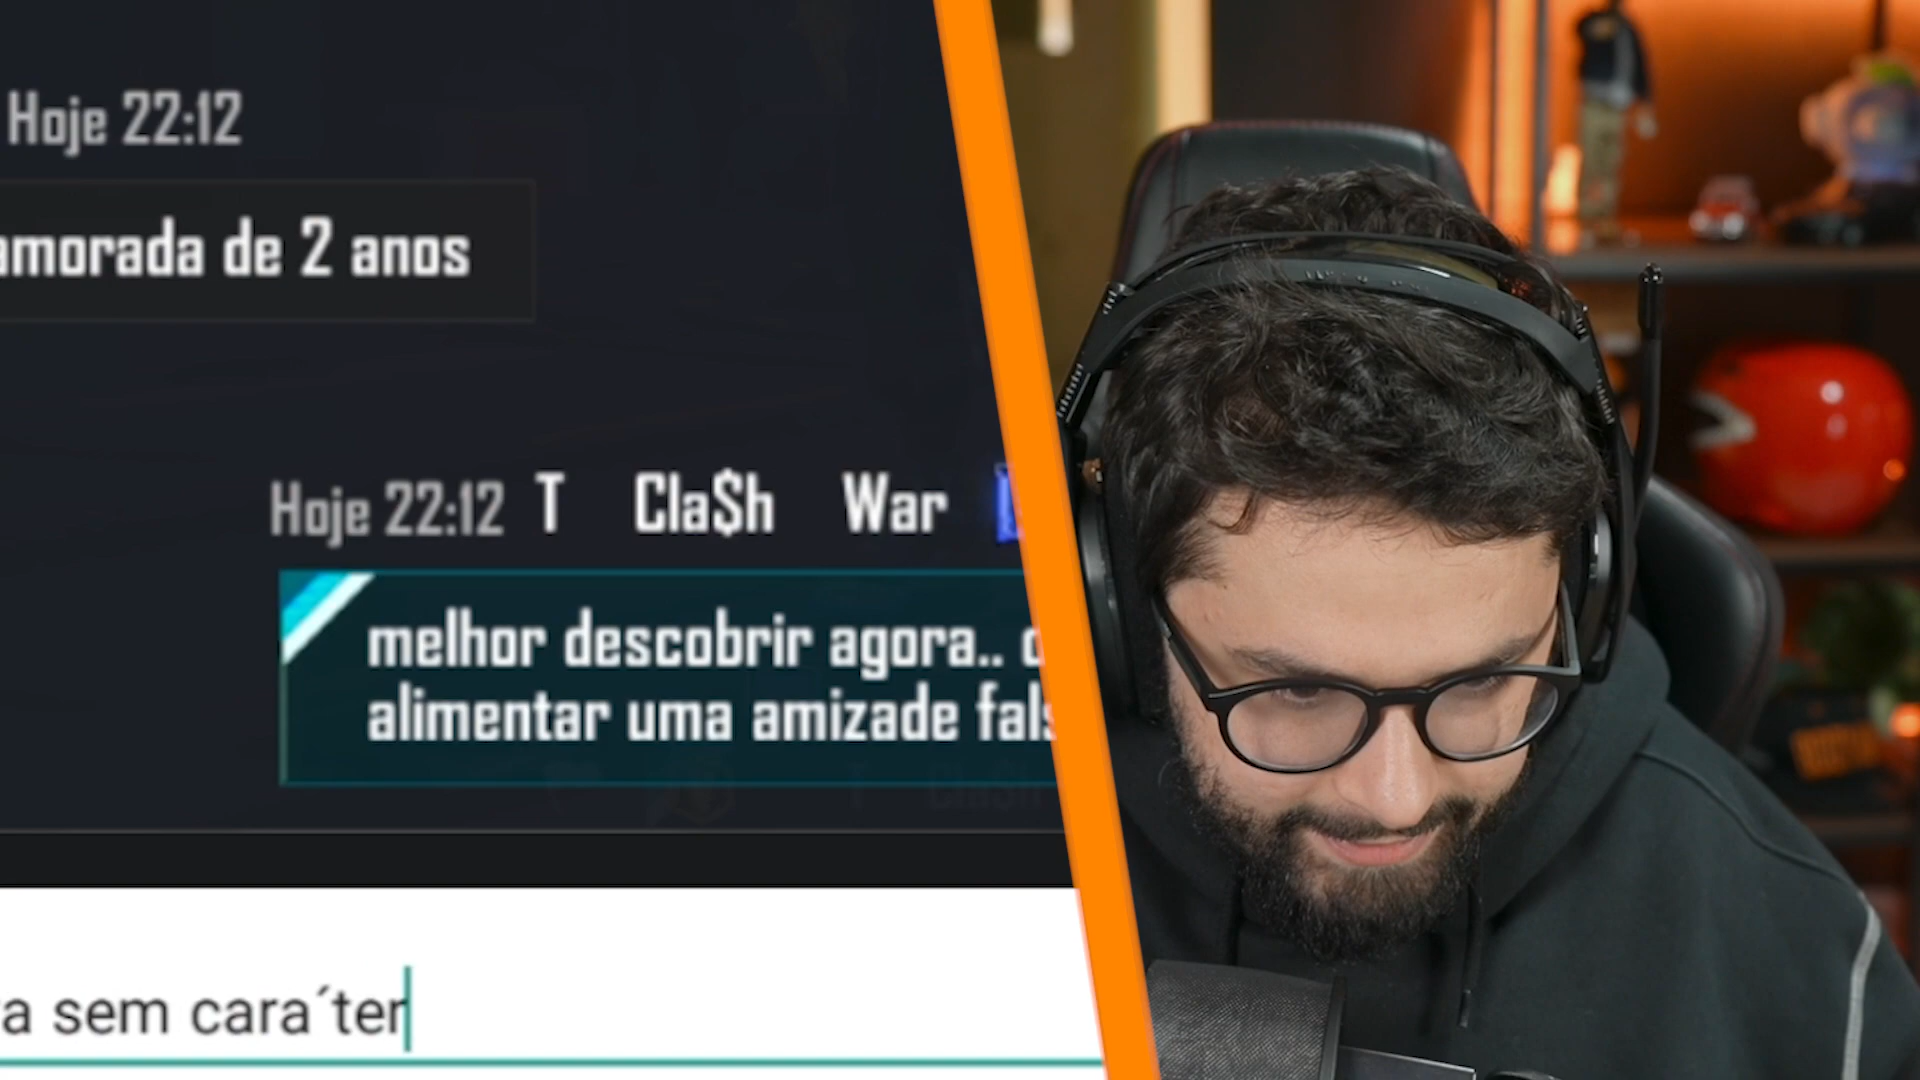 Hoje 22:12
amorada de 2 anos
Hoje 22:12 T Cla$h War
melhor descobrir agora..
alimentar uma amizade fals
a sem cara´ter